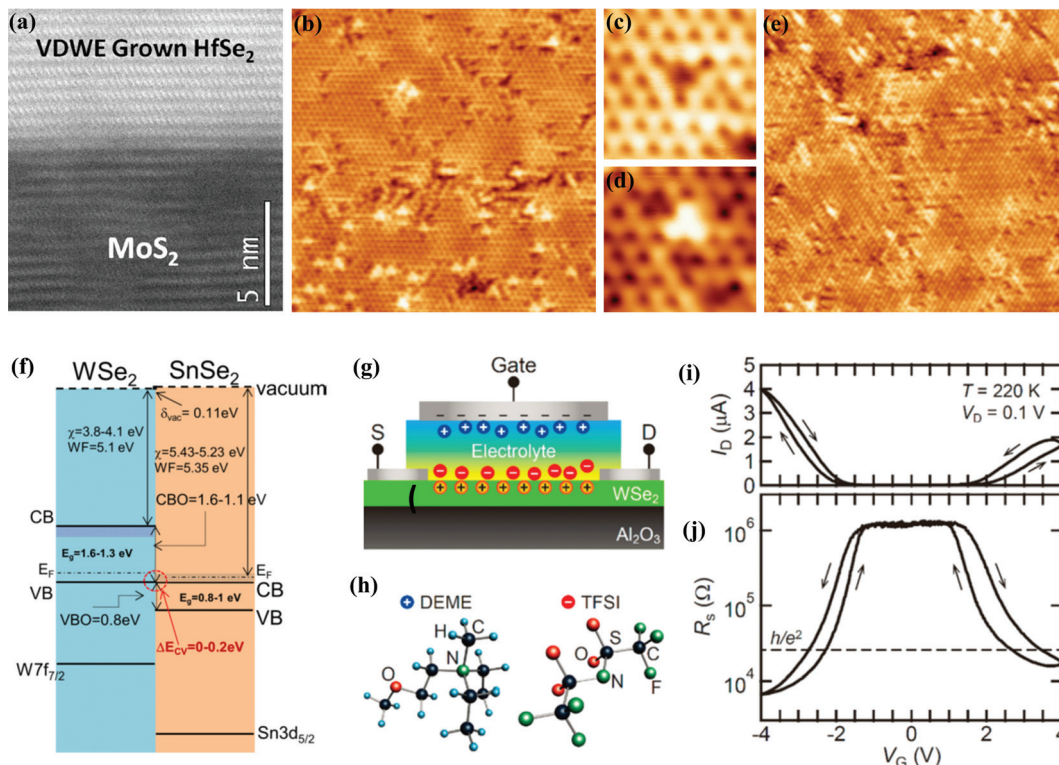 (a)
VDWE Grown HfSe₂
MoS₂
5 nm
(b)
(c)
(d)
(e)
(f)
WSe₂ SnSe₂
vacuum
δvac= 0.11eV
χ=3.8-4.1 eV
WF=5.1 eV
χ=5.43-5.23 eV
WF=5.35 eV
CBO=1.6-1.1 eV
CB
Eg=1.6-1.3 eV
EF
EF
VB
CB
Eg=0.8-1 eV
VBO=0.8eV
VB
ΔECV=0-0.2eV
W7f7/2
Sn3d5/2
(g)
Gate
S
D
Electrolyte
WSe₂
Al₂O₃
(h)
+ DEME
− TFSI
H
C
N
O
S
O
C
N
F
(i)
5
4
3
2
1
0
ID (μA)
T = 220 K
VD = 0.1 V
(j)
10⁶
10⁵
10⁴
Rs (Ω)
h/e²
-4 -2 0 2 4
VG (V)